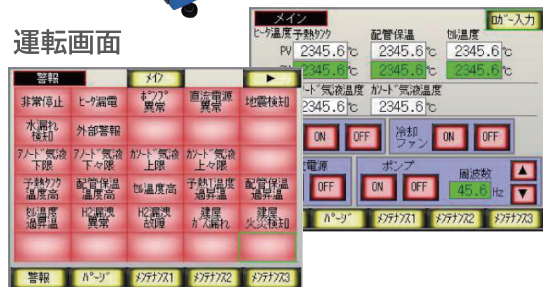 運転画面
メイン
ﾛｶﾞｰ入力
ﾋｰﾀ温度 予熱ﾀﾝｸ 配管保温 ｾﾙ温度
PV 2345.6℃ 2345.6℃ 2345.6℃
2345.6℃ 2345.6℃ 2345.6℃
ｰﾄﾞ気液温度 ｶｿｰﾄﾞ気液温度
2345.6℃ 2345.6℃
ON OFF 冷却ファン ON OFF
電源 ポンプ 周波数
OFF ON OFF 45.6 Hz ▲ ▼
ﾊﾟｰｼﾞ ﾒﾝﾃﾅﾝｽ1 ﾒﾝﾃﾅﾝｽ2 ﾒﾝﾃﾅﾝｽ3
警報 ﾒｲﾝ ▶
非常停止 ﾋｰﾀ漏電 ﾎﾟﾝﾌﾟ異常 直流電源異常 地震検知
水漏れ検知 外部警報
ｱﾉｰﾄﾞ気液下限 ｱﾉｰﾄﾞ気液下々限 ｶｿｰﾄﾞ気液上限 ｶｿｰﾄﾞ気液上々限
予熱ﾀﾝｸ温度高 配管保温温度高 ｾﾙ温度高 予熱T温度過昇温 配管保温過昇温
ｾﾙ温度過昇温 H2漏洩異常 H2漏洩故障 建屋ｶﾞｽ漏れ 建屋火災検知
警報 ﾊﾟｰｼﾞ ﾒﾝﾃﾅﾝｽ1 ﾒﾝﾃﾅﾝｽ2 ﾒﾝﾃﾅﾝｽ3